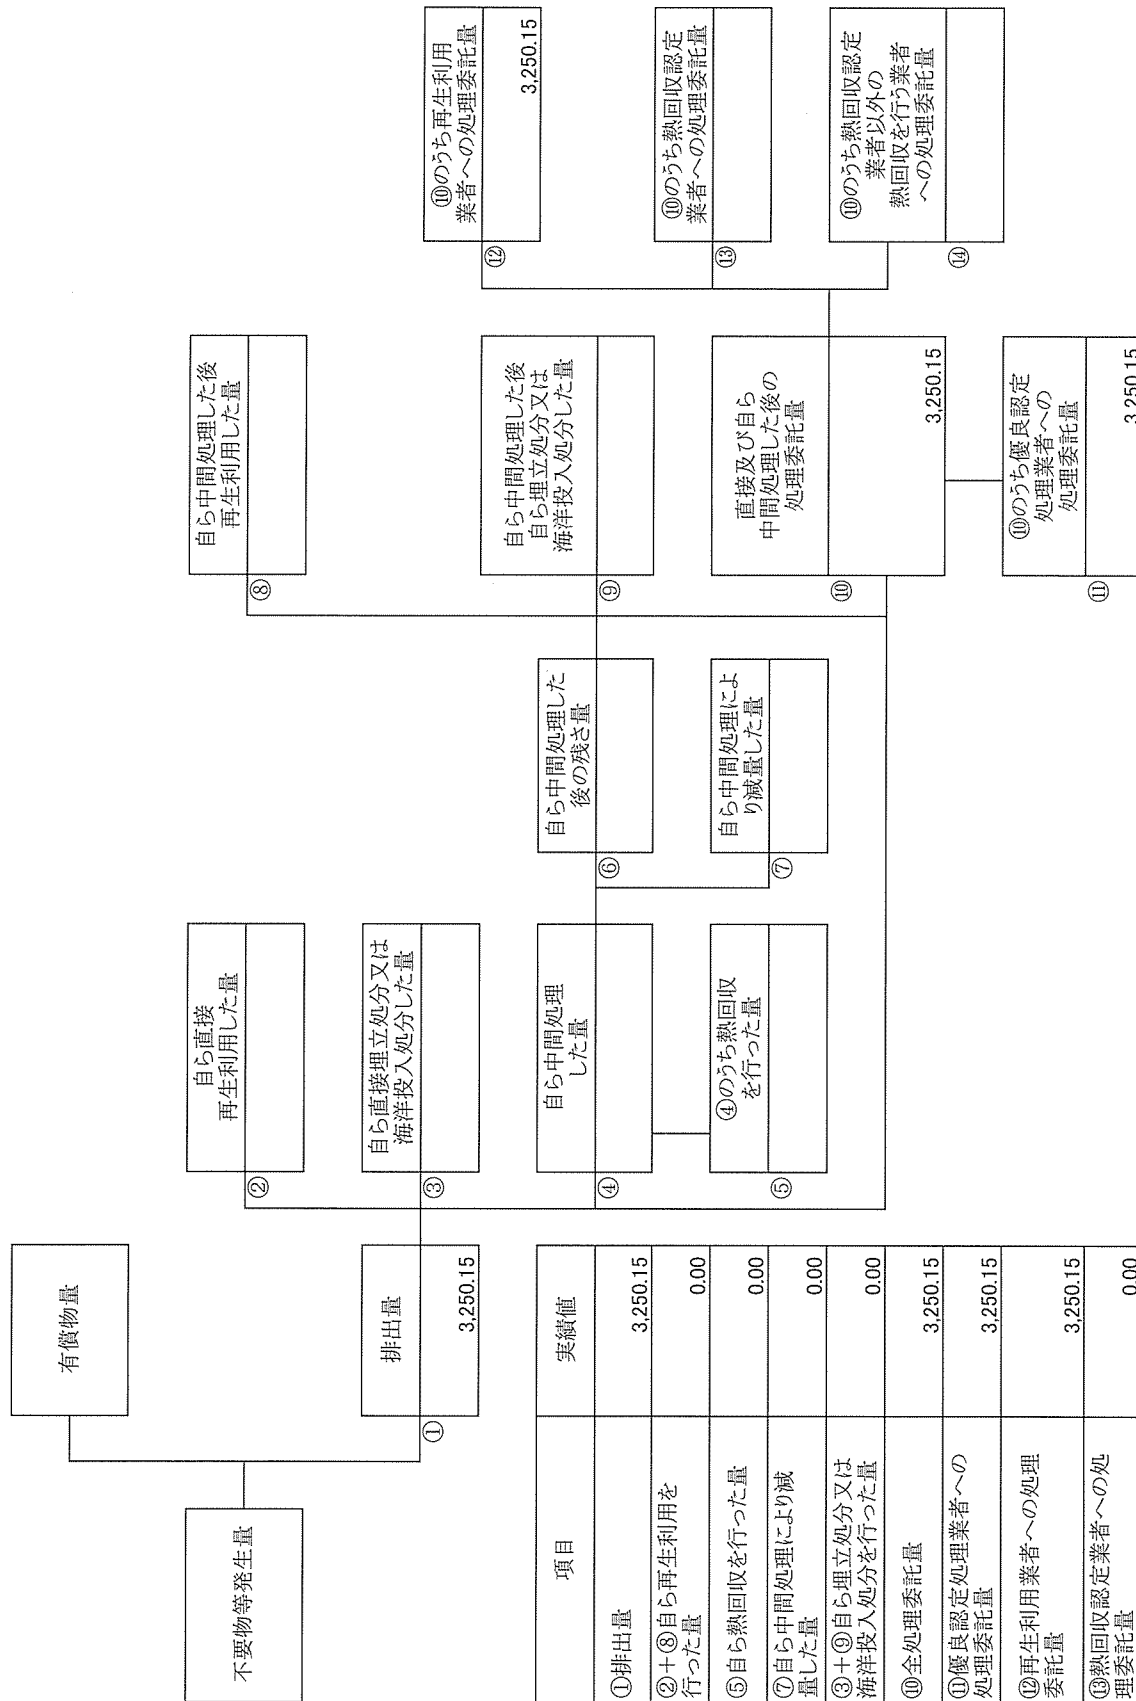 不要物等発生量
有償物量
排出量
①
3,250.15
自ら直接
再生利用した量
②
自ら直接埋立処分又は
海洋投入処分した量
③
自ら中間処理
した量
④
④のうち熱回収
を行った量
⑤
自ら中間処理した
後の残さ量
⑥
自ら中間処理によ
り減量した量
⑦
自ら中間処理した後
再生利用した量
⑧
自ら中間処理した後
自ら埋立処分又は
海洋投入処分した量
⑨
直接及び自ら
中間処理した後の
処理委託量
⑩
3,250.15
⑩のうち優良認定
処理業者への
処理委託量
⑪
3,250.15
⑩のうち再生利用
業者への処理委託量
⑫
3,250.15
⑩のうち熱回収認定
業者への処理委託量
⑬
⑩のうち熱回収認定
業者以外の
熱回収を行う業者
への処理委託量
⑭
項目 実績値
①排出量 3,250.15
②+⑧自ら再生利用を
行った量 0.00
⑤自ら熱回収を行った量 0.00
⑦自ら中間処理により減
量した量 0.00
③+⑨自ら埋立処分又は
海洋投入処分を行った量 0.00
⑩全処理委託量 3,250.15
⑪優良認定処理業者への
処理委託量 3,250.15
⑫再生利用業者への処理
委託量 3,250.15
⑬熱回収認定業者への処
理委託量 0.00